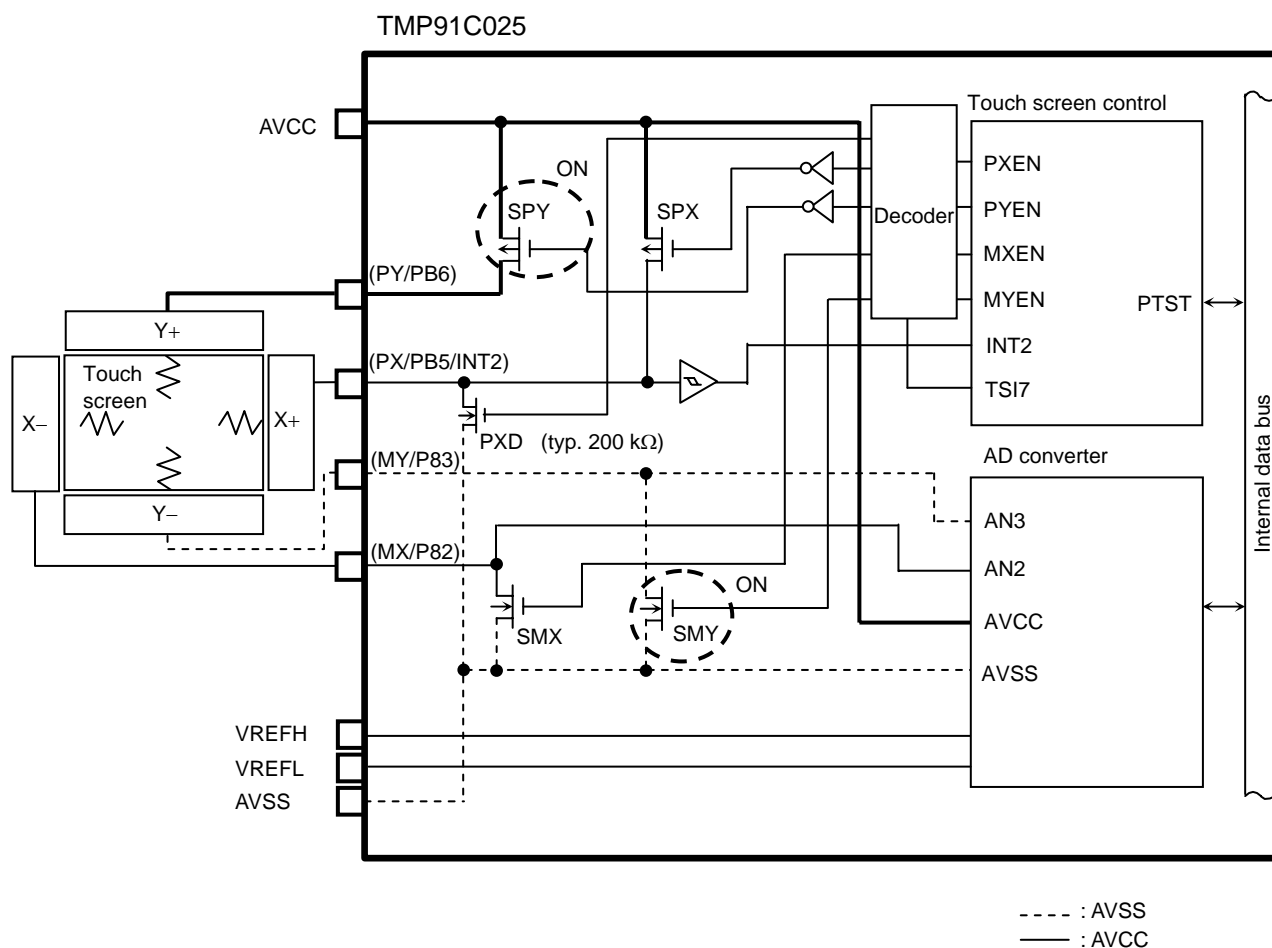 TMP91C025
Touch screen control
AVCC
ON
PXEN
SPY
SPX
PYEN
Decoder
MXEN
(PY/PB6)
MYEN
PTST
Y+
INT2
(PX/PB5/INT2)
Touch
screen
TSI7
X−
X+
PXD (typ. 200 kΩ)
(MY/P83)
AD converter
Internal data bus
Y−
AN3
(MX/P82)
AN2
ON
AVCC
SMX
SMY
AVSS
VREFH
VREFL
AVSS
: AVSS
: AVCC